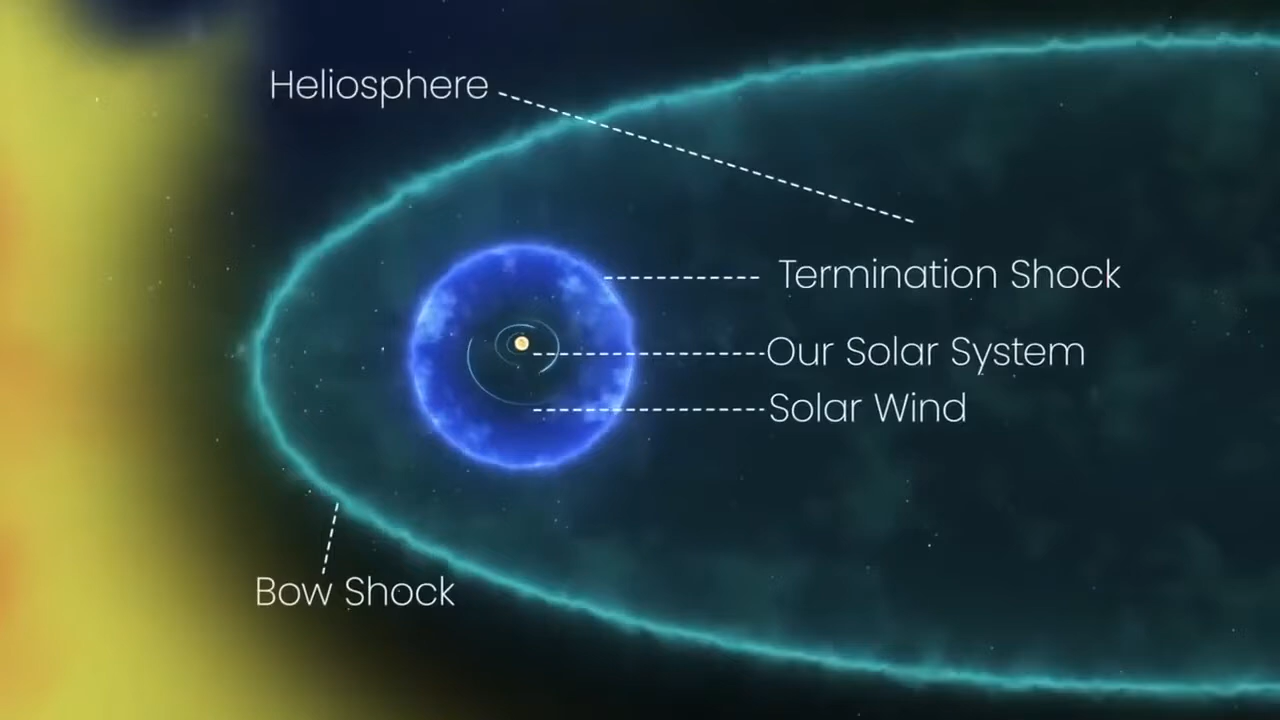 Heliosphere
Termination Shock
Our Solar System
Solar Wind
Bow Shock